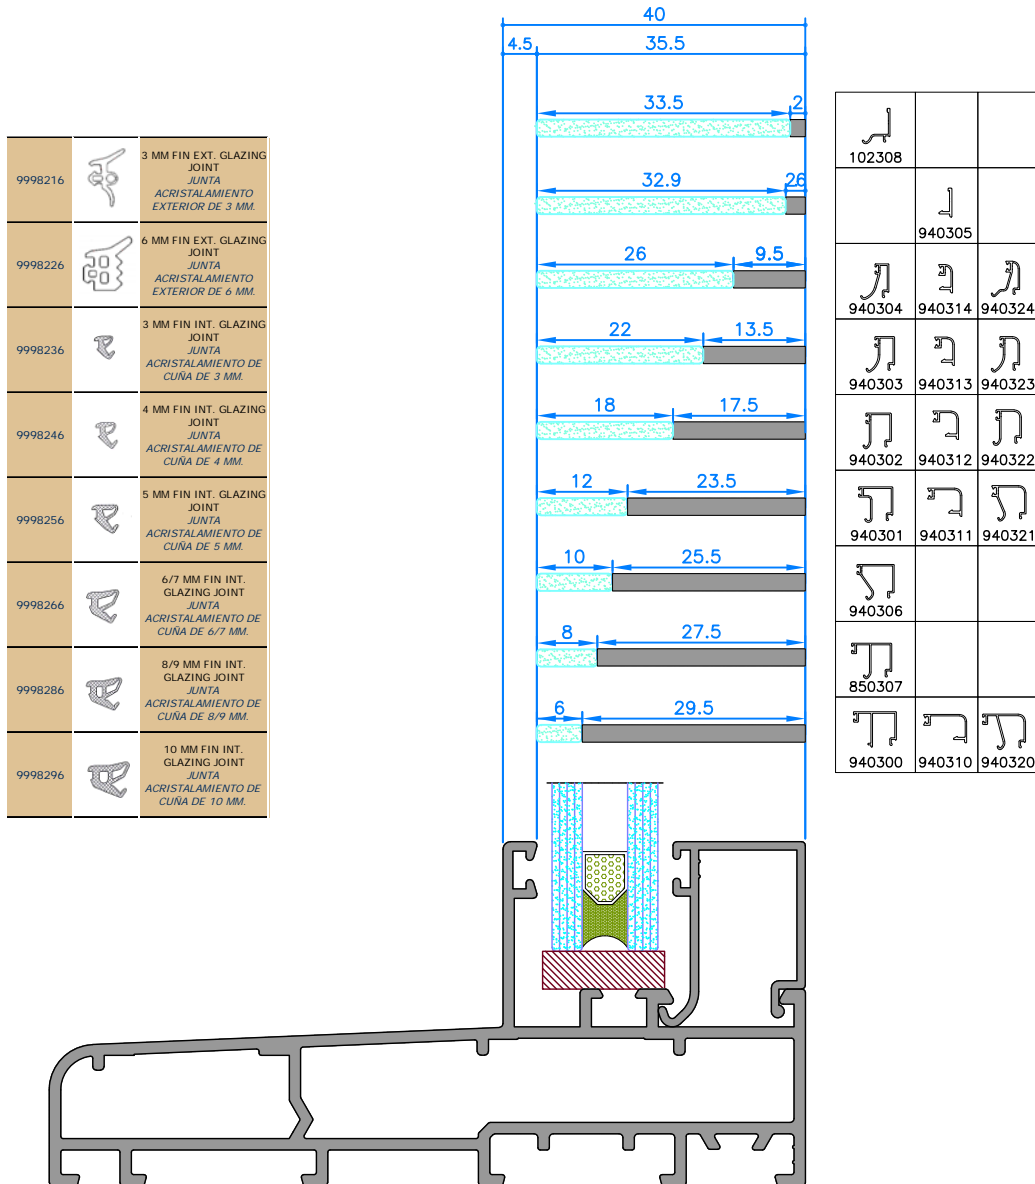 40
4.5 35.5
33.5 2
32.9 26
26 9.5
22 13.5
18 17.5
12 23.5
10 25.5
8 27.5
6 29.5
9998216
3 MM FIN EXT. GLAZING
JOINT
JUNTA
ACRISTALAMIENTO
EXTERIOR DE 3 MM.
9998226
6 MM FIN EXT. GLAZING
JOINT
JUNTA
ACRISTALAMIENTO
EXTERIOR DE 6 MM.
9998236
3 MM FIN INT. GLAZING
JOINT
JUNTA
ACRISTALAMIENTO DE
CUÑA DE 3 MM.
9998246
4 MM FIN INT. GLAZING
JOINT
JUNTA
ACRISTALAMIENTO DE
CUÑA DE 4 MM.
9998256
5 MM FIN INT. GLAZING
JOINT
JUNTA
ACRISTALAMIENTO DE
CUÑA DE 5 MM.
9998266
6/7 MM FIN INT.
GLAZING JOINT
JUNTA
ACRISTALAMIENTO DE
CUÑA DE 6/7 MM.
9998286
8/9 MM FIN INT.
GLAZING JOINT
JUNTA
ACRISTALAMIENTO DE
CUÑA DE 8/9 MM.
9998296
10 MM FIN INT.
GLAZING JOINT
JUNTA
ACRISTALAMIENTO DE
CUÑA DE 10 MM.
102308
940305
940304 940314 940324
940303 940313 940323
940302 940312 940322
940301 940311 940321
940306
850307
940300 940310 940320